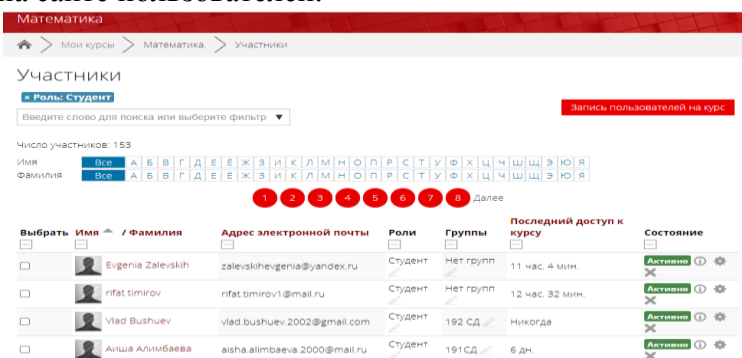 на сайте пользователей.
Математика
Мои курсы > Математика. > Участники
Участники
× Роль: Студент
Введите слово для поиска или выберите фильтр ▼
Запись пользователей на курс
Число участников: 153
Имя Все А Б В Г Д Е Ё Ж З И К Л М Н О П Р С Т У Ф Х Ц Ч Ш Щ Э Ю Я
Фамилия Все А Б В Г Д Е Ё Ж З И К Л М Н О П Р С Т У Ф Х Ц Ч Ш Щ Э Ю Я
1 2 3 4 5 6 7 8 Далее
Выбрать Имя / Фамилия Адрес электронной почты Роли Группы Последний доступ к курсу Состояние
Evgenia Zalevskih zalevskihevgenia@yandex.ru Студент Нет групп 11 час. 4 мин. Активно
rifat timirov rifat.timirov1@mail.ru Студент Нет групп 12 час. 32 мин. Активно
Vlad Bushuev vlad.bushuev.2002@gmail.com Студент 192 СД Никогда Активно
Аиша Алимбаева aisha.alimbaeva.2000@mail.ru Студент 191СД 6 дн. Активно